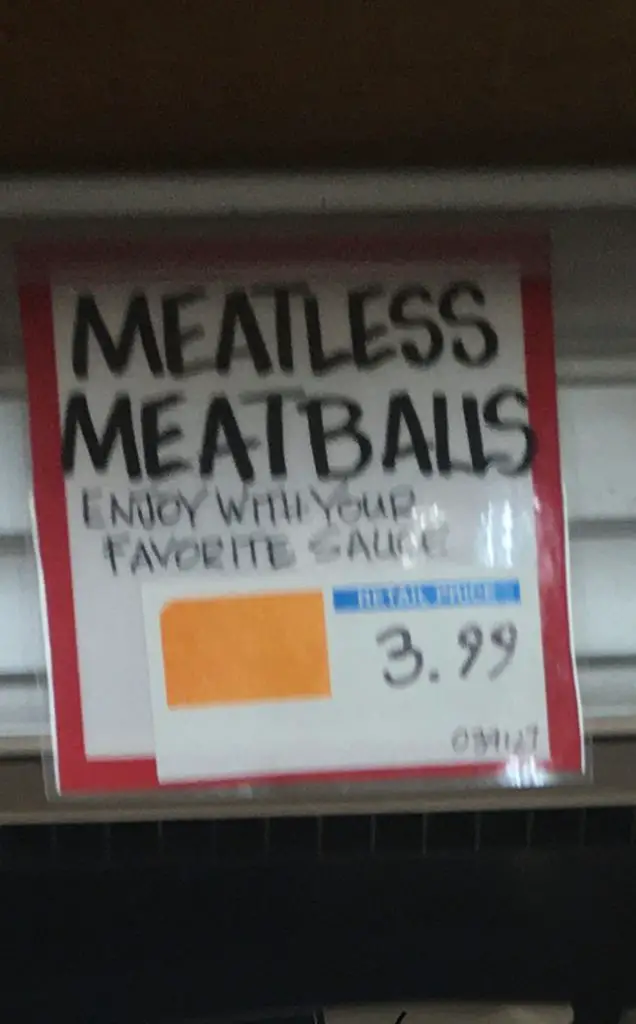 MEATLESS
MEATBALLS
ENJOY WITH YOUR
FAVORITE SAUCE
RETAIL PRICE
3.99